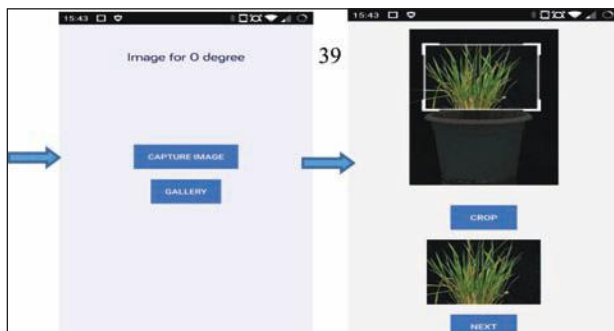 15:43
Image for 0 degree
CAPTURE IMAGE
GALLERY
39
15:43
CROP
NEXT